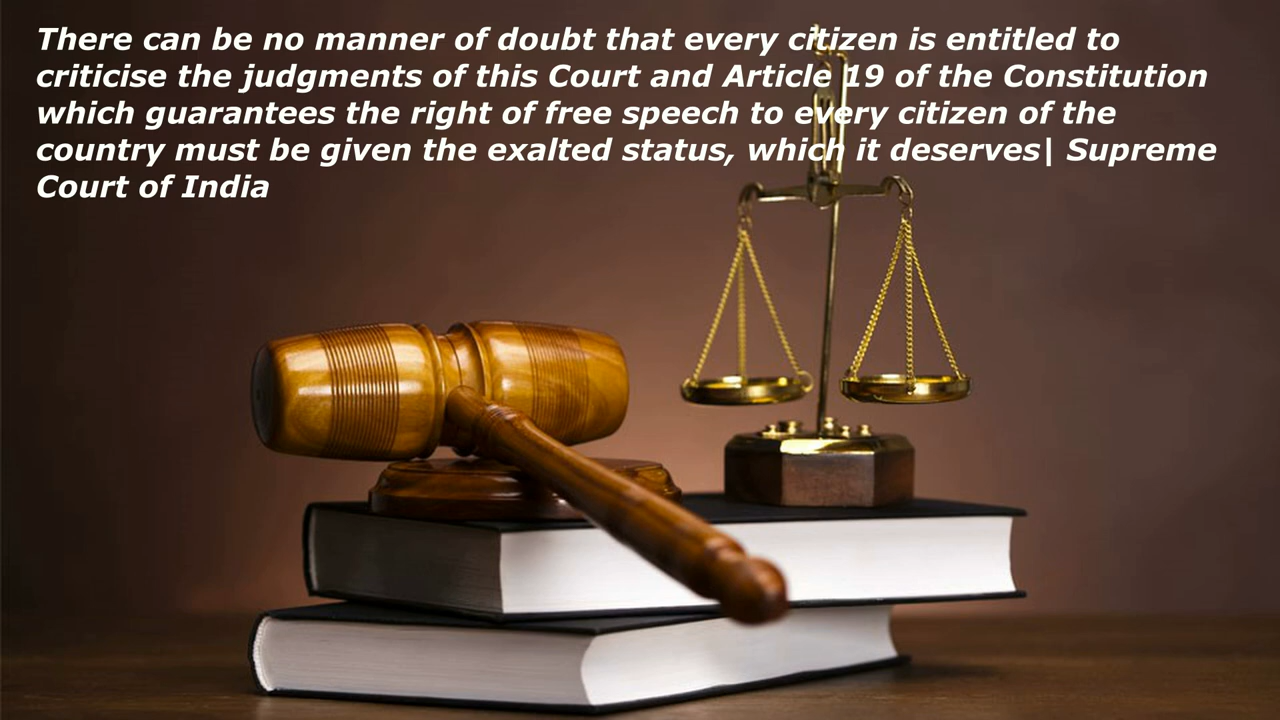 There can be no manner of doubt that every citizen is entitled to
criticise the judgments of this Court and Article 19 of the Constitution
which guarantees the right of free speech to every citizen of the
country must be given the exalted status, which it deserves| Supreme
Court of India